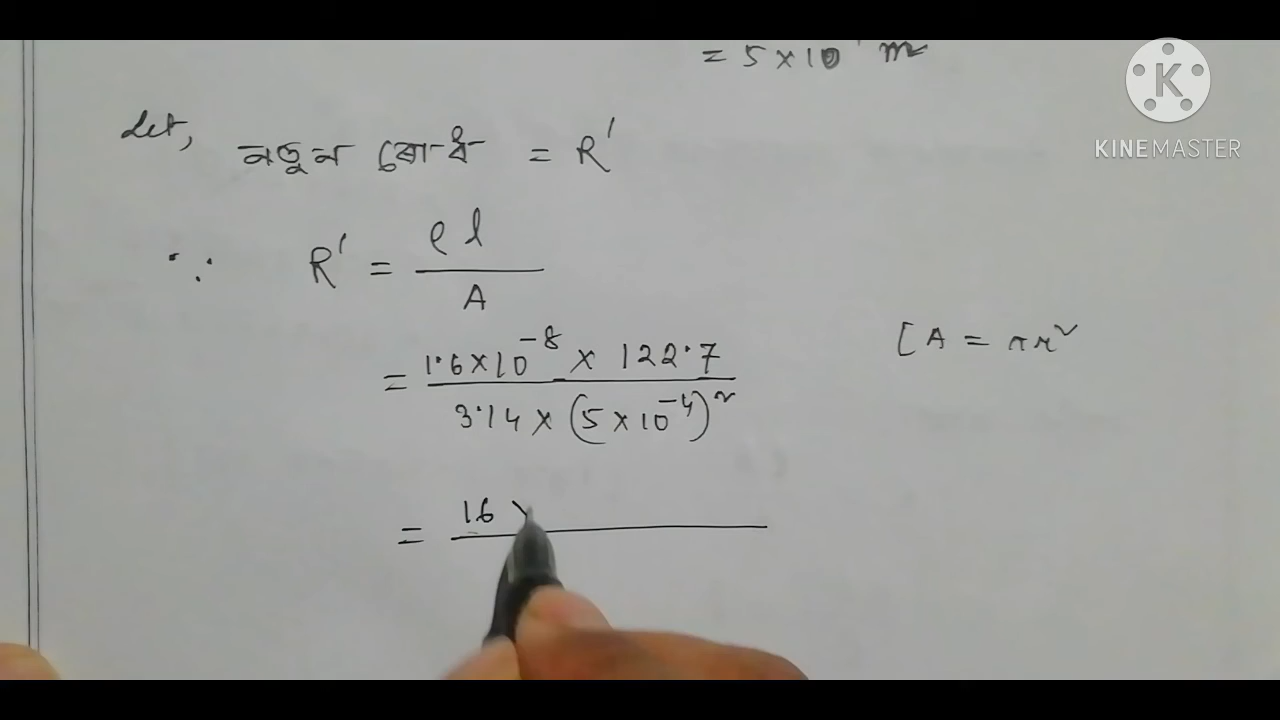 = 5 × 10 m
Let, নতুন ৰোধ = R'
∵ R' = ρ l / A
= 1.6 × 10⁻⁸ × 122.7 / 3.14 × (5 × 10⁻⁴)² [A = πr²
= 16 ×
K
KINEMASTER